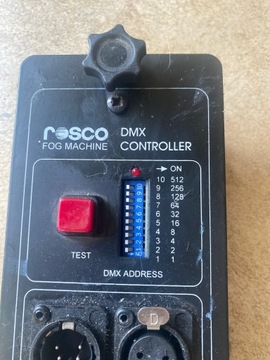 rosco DMX
FOG MACHINE CONTROLLER
→ ON
10 512
9 256
8 128
7 64
6 32
5 16
4 8
3 4
2 2
1 1
TEST
DMX ADDRESS
D